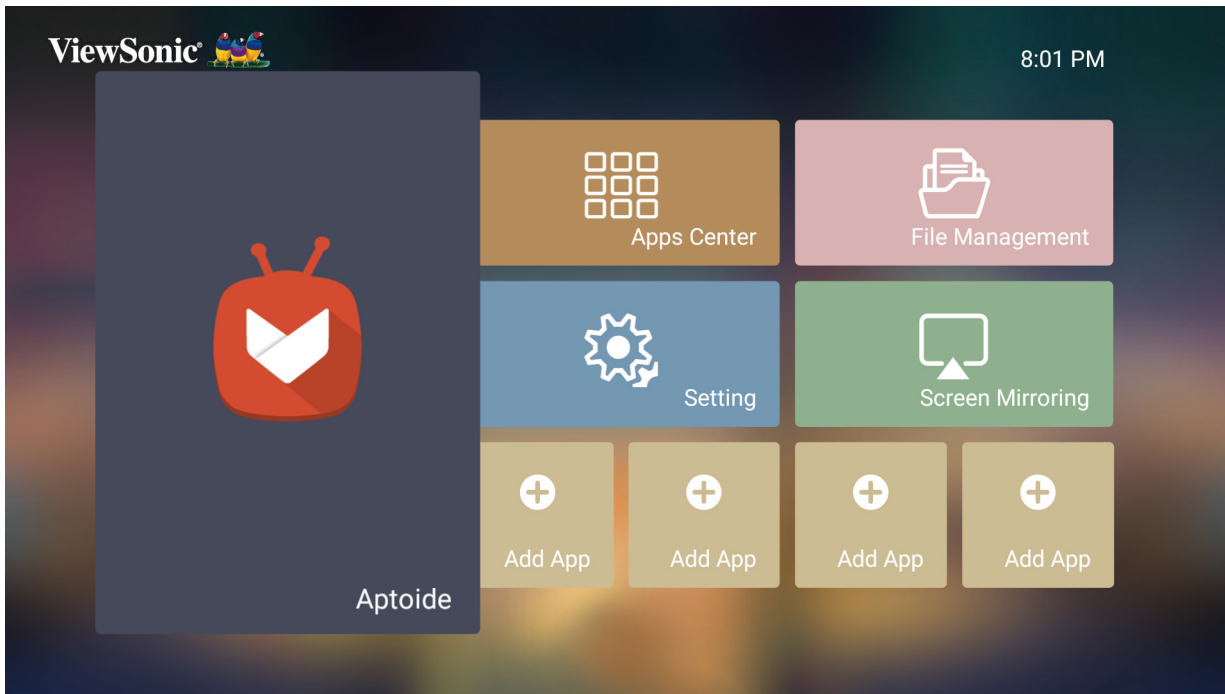 ViewSonic®
8:01 PM
Apps Center
File Management
Setting
Screen Mirroring
Add App
Add App
Add App
Add App
Aptoide